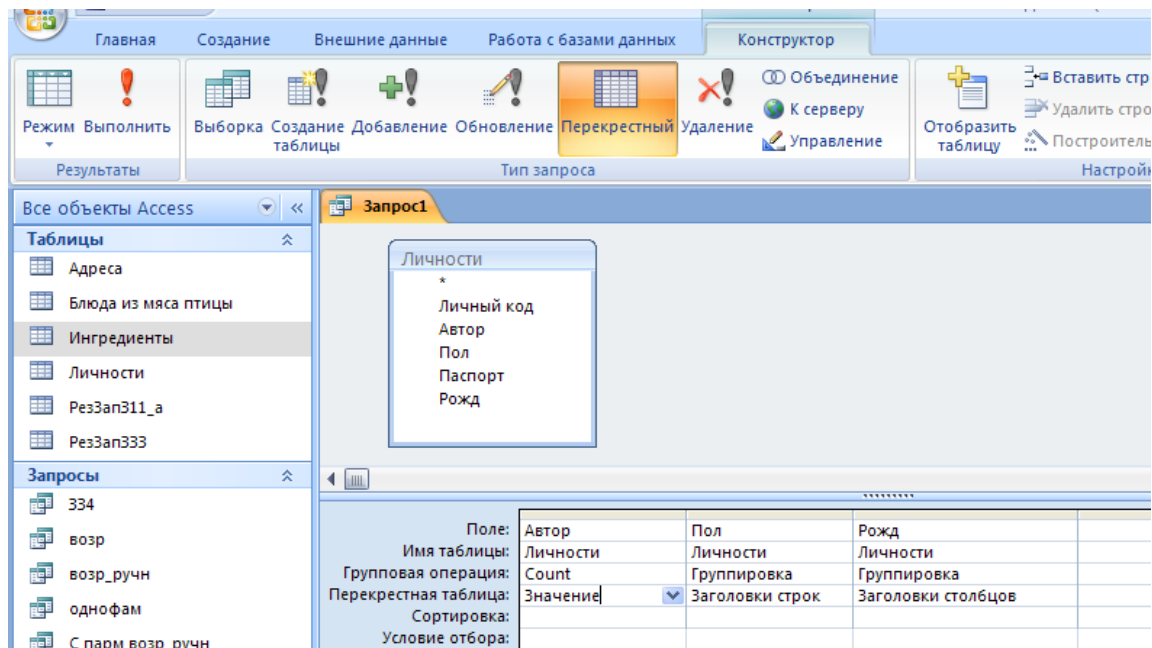 Главная Создание Внешние данные Работа с базами данных Конструктор
Режим Выполнить Выборка Создание таблицы Добавление Обновление Перекрестный Удаление
Объединение
К серверу
Управление
Отобразить таблицу
Вставить стр
Удалить стро
Построитель
Результаты Тип запроса Настройк
Все объекты Access
Запрос1
Таблицы
Адреса
Блюда из мяса птицы
Ингредиенты
Личности
РезЗап311_а
РезЗап333
Запросы
334
возр
возр_ручн
однофам
С парм возр_ручн
Личности
*
Личный код
Автор
Пол
Паспорт
Рожд
Поле: Автор Пол Рожд
Имя таблицы: Личности Личности Личности
Групповая операция: Count Группировка Группировка
Перекрестная таблица: Значение Заголовки строк Заголовки столбцов
Сортировка:
Условие отбора: